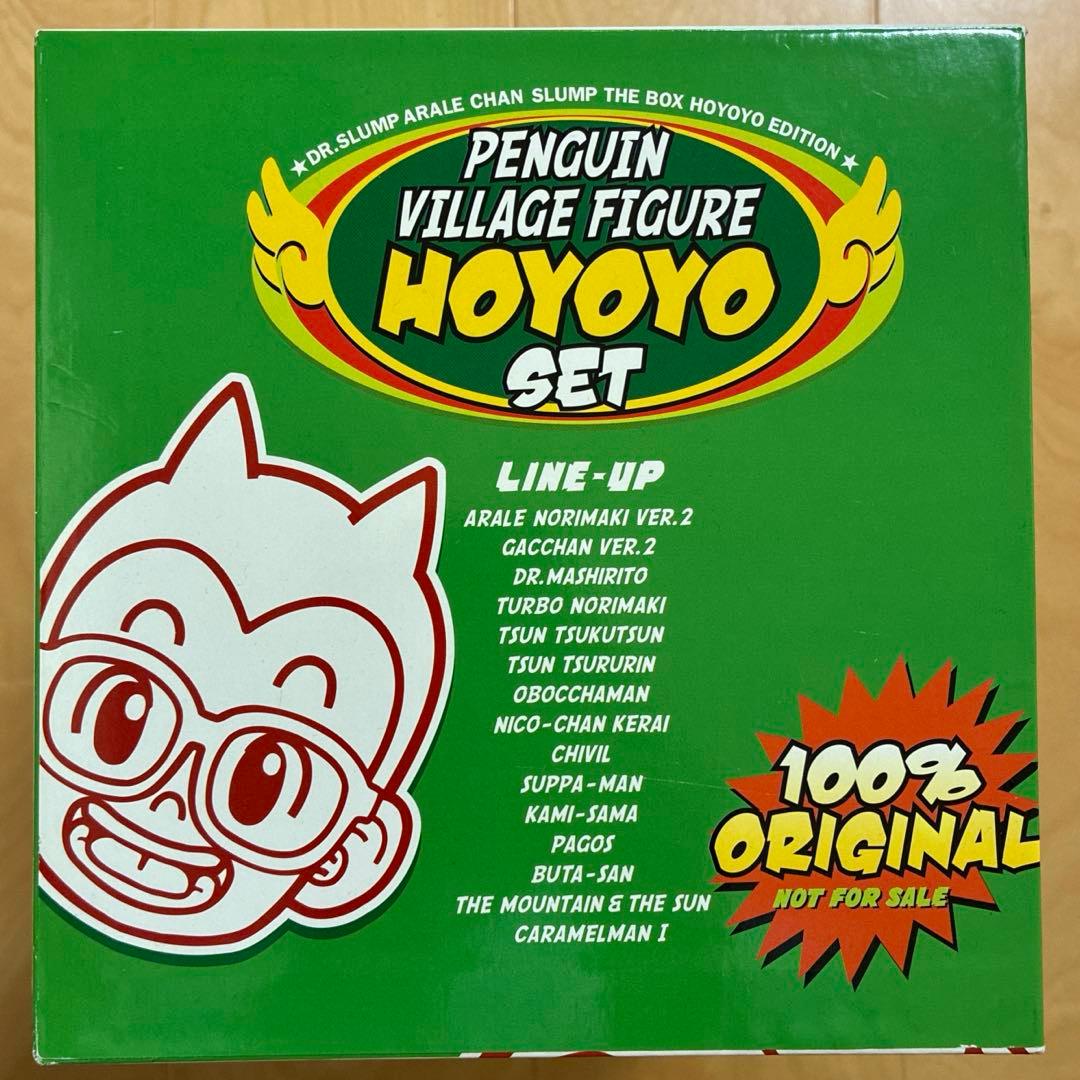 ★DR.SLUMP ARALE CHAN SLUMP THE BOX HOYOYO EDITION★
PENGUIN
VILLAGE FIGURE
HOYOYO
SET
LINE-UP
ARALE NORIMAKI VER.2
GACCHAN VER.2
DR.MASHIRITO
TURBO NORIMAKI
TSUN TSUKUTSUN
TSUN TSURURIN
OBOCCHAMAN
NICO-CHAN KERAI
CHIVIL
SUPPA-MAN
KAMI-SAMA
PAGOS
BUTA-SAN
THE MOUNTAIN & THE SUN
CARAMELMAN I
100%
ORIGINAL
NOT FOR SALE